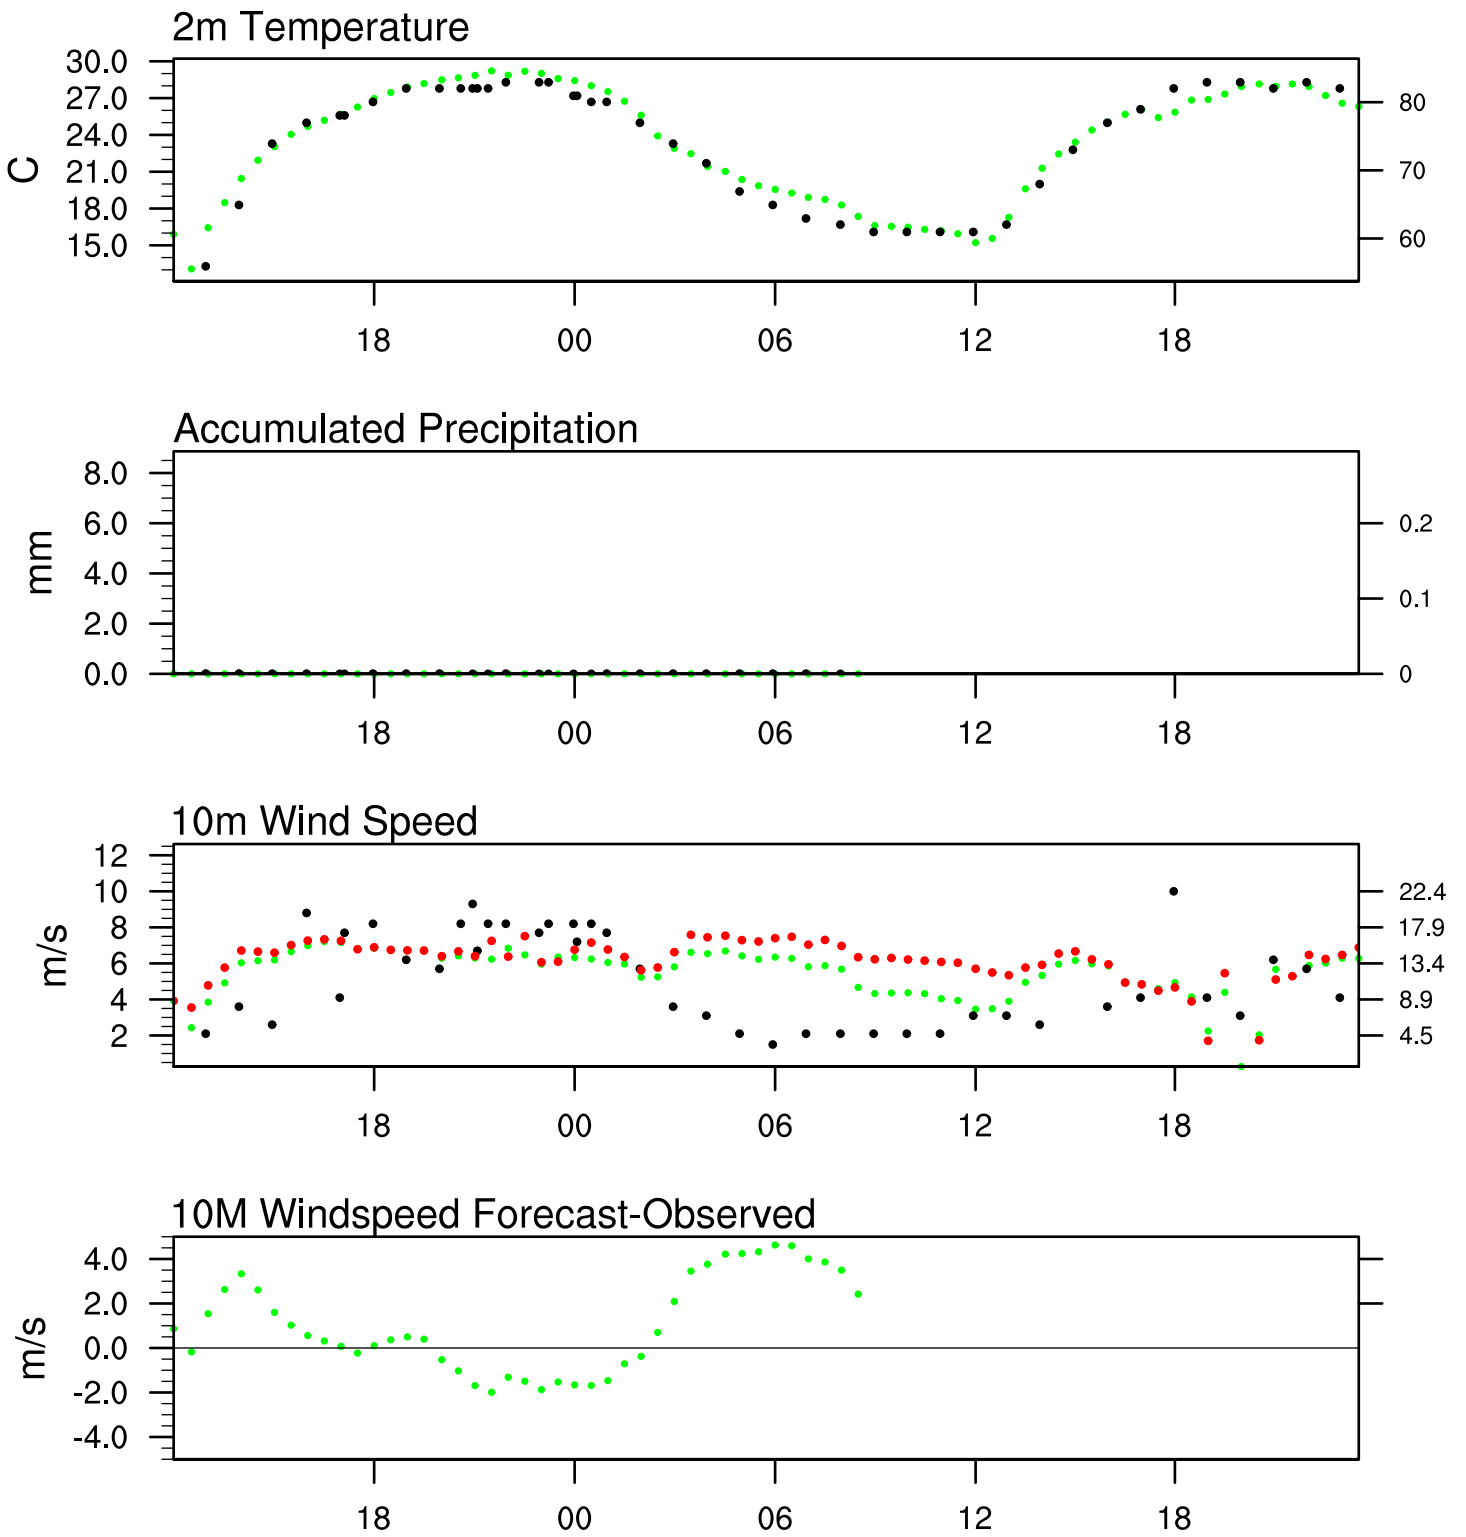 2m Temperature
30.0
27.0
24.0
21.0
18.0
15.0
C
80
70
60
18 00 06 12 18
Accumulated Precipitation
8.0
6.0
4.0
2.0
0.0
mm
0.2
0.1
0
18 00 06 12 18
10m Wind Speed
12
10
8
6
4
2
m/s
22.4
17.9
13.4
8.9
4.5
18 00 06 12 18
10M Windspeed Forecast-Observed
4.0
2.0
0.0
-2.0
-4.0
m/s
18 00 06 12 18